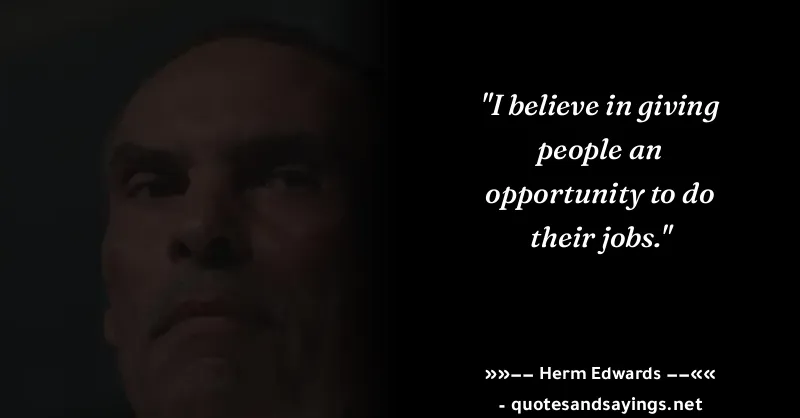 "I believe in giving
people an
opportunity to do
their jobs."
»»−− Herm Edwards −−««
- quotesandsayings.net